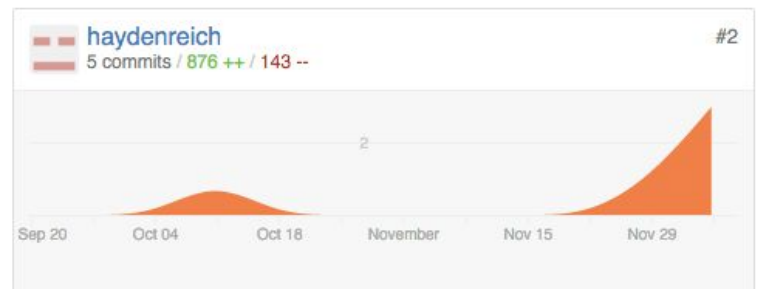 haydenreich #2
5 commits / 876 ++ / 143 --
2
Sep 20 Oct 04 Oct 18 November Nov 15 Nov 29